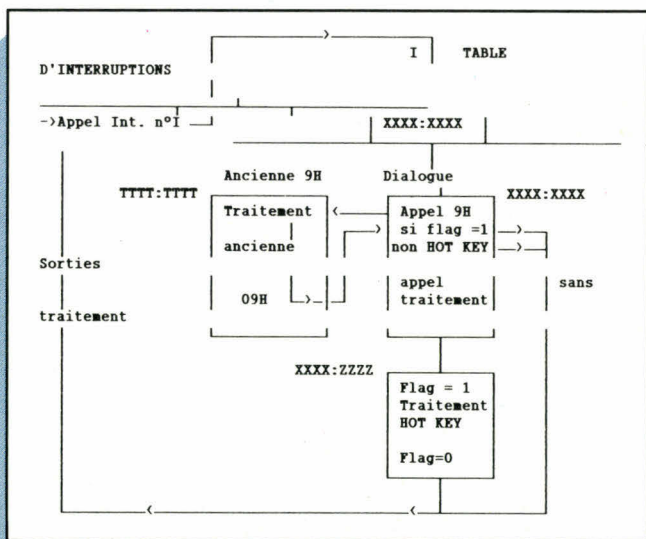 I TABLE
D'INTERRUPTIONS
->Appel Int. n°I
XXXX:XXXX
Ancienne 9H Dialogue
TTTT:TTTT XXXX:XXXX
Traitement Appel 9H
si flag =1
ancienne non HOT KEY
Sorties
appel sans
09H traitement
traitement
XXXX:ZZZZ
Flag = 1
Traitement
HOT KEY
Flag=0